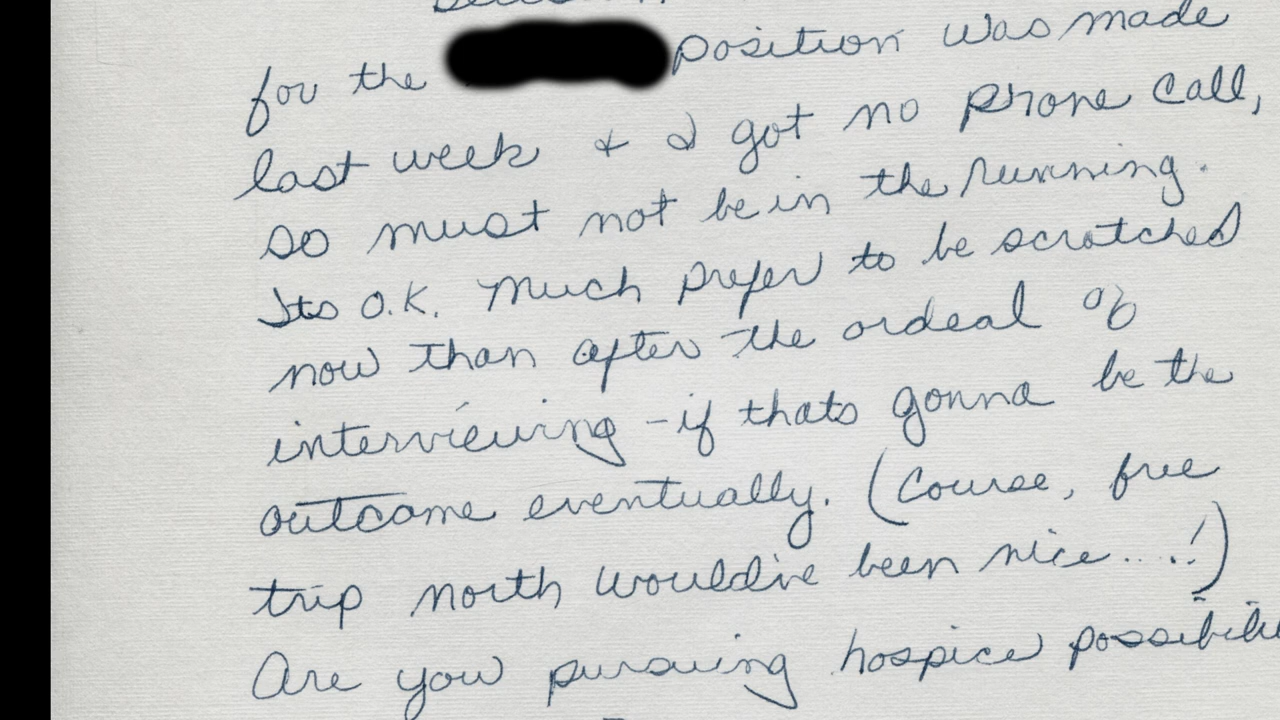 for the position was made
last week & I got no phone call,
so must not be in the running.
Its O.K. Much prefer to be scratched
now than after the ordeal of
interviewing - if thats gonna be the
outcome eventually. (Course, free
trip north would've been nice....!)
Are you pursuing hospice